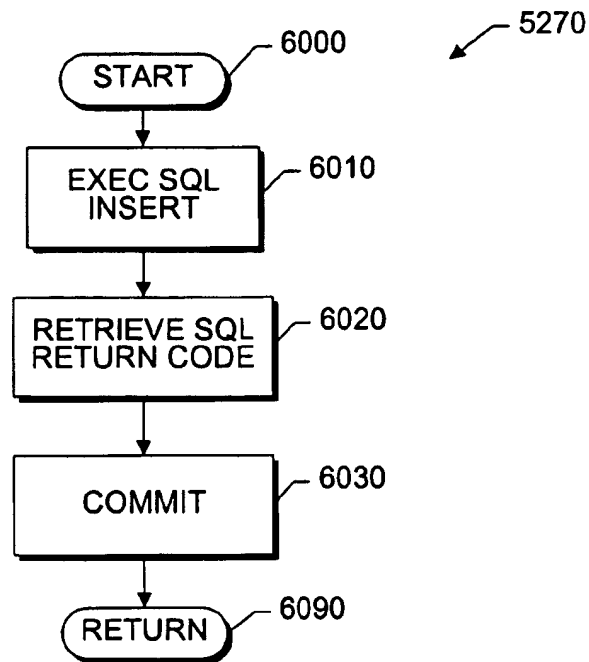 5270
START
6000
EXEC SQL
INSERT
6010
RETRIEVE SQL
RETURN CODE
6020
COMMIT
6030
RETURN
6090